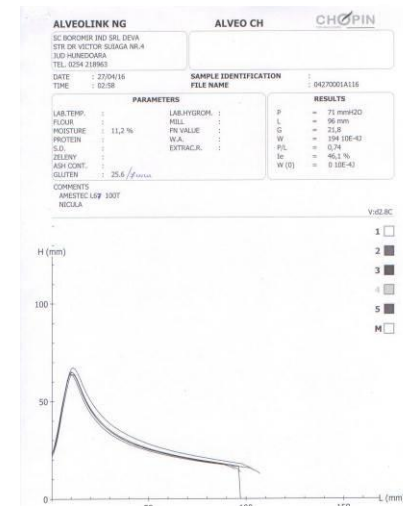 ALVEOLINK NG
ALVEO CH
CHOPIN
SC BOROMIR IND SRL DEVA
STR DR VICTOR SUIAGA NR.4
JUD HUNEDOARA
TEL. 0254 218963
DATE : 27/04/16
TIME : 02:58
SAMPLE IDENTIFICATION :
FILE NAME : 04270001A116
PARAMETERS
LAB.TEMP. : LAB.HYGROM. :
FLOUR : MILL :
MOISTURE : 11,2 % FN VALUE :
PROTEIN : W.A. :
S.D. : EXTRAC.R. :
ZELENY :
ASH CONT. :
GLUTEN : 25,6
RESULTS
P = 71 mmH2O
L = 96 mm
G = 21,8
W = 194 10E-4J
P/L = 0,74
Ie = 46,1 %
W (0) = 0 10E-4J
COMMENTS
AMESTEC 100T
NICULA
V:d2.8C
H (mm)
1
2
3
4
5
M
100
50
0
50 100 150 L (mm